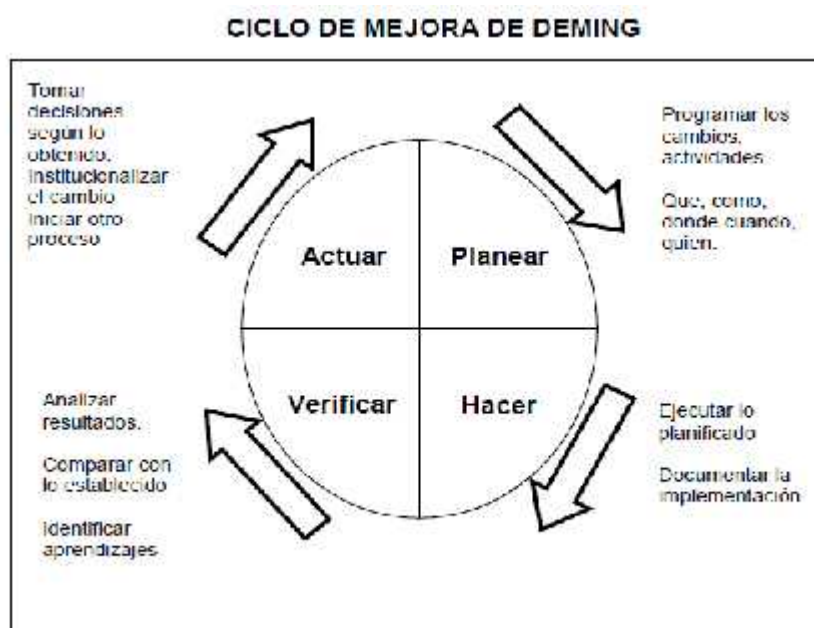 CICLO DE MEJORA DE DEMING
Tomar
decisiones
según lo
obtenido.
Institucionalizar
el cambio
Iniciar otro
proceso
Programar los
cambios,
actividades
Que, como,
donde cuando,
quien.
Actuar
Planear
Verificar
Hacer
Analizar
resultados.
Comparar con
lo establecido
Identificar
aprendizajes
Ejecutar lo
planificado
Documentar la
implementación